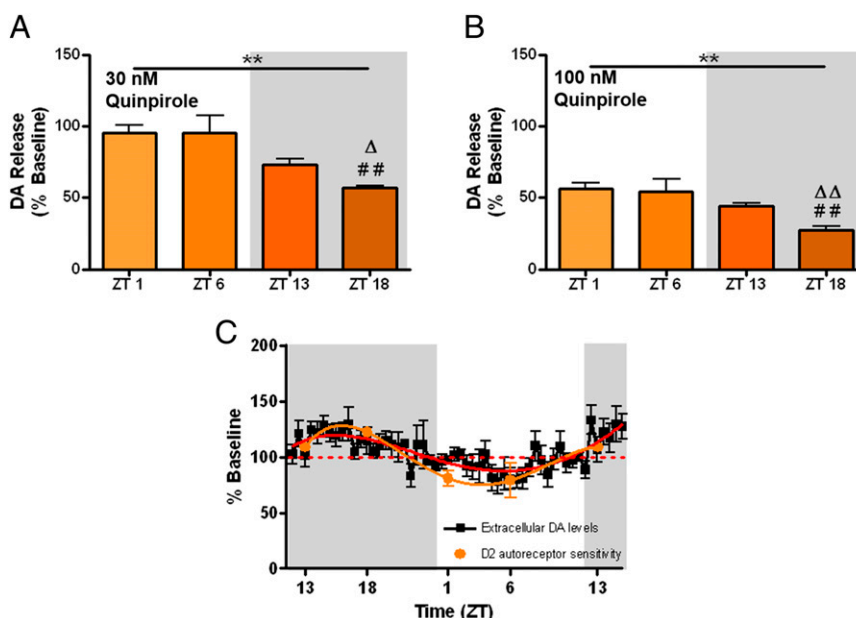 A
B
150
100
50
0
DA Release
(% Baseline)
**
30 nM
Quinpirole
Δ
##
ZT 1
ZT 6
ZT 13
ZT 18
150
100
50
0
DA Release
(% Baseline)
**
100 nM
Quinpirole
ΔΔ
##
ZT 1
ZT 6
ZT 13
ZT 18
C
200
150
100
50
0
% Baseline
Extracellular DA levels
D2 autoreceptor sensitivity
13
18
1
6
13
Time (ZT)